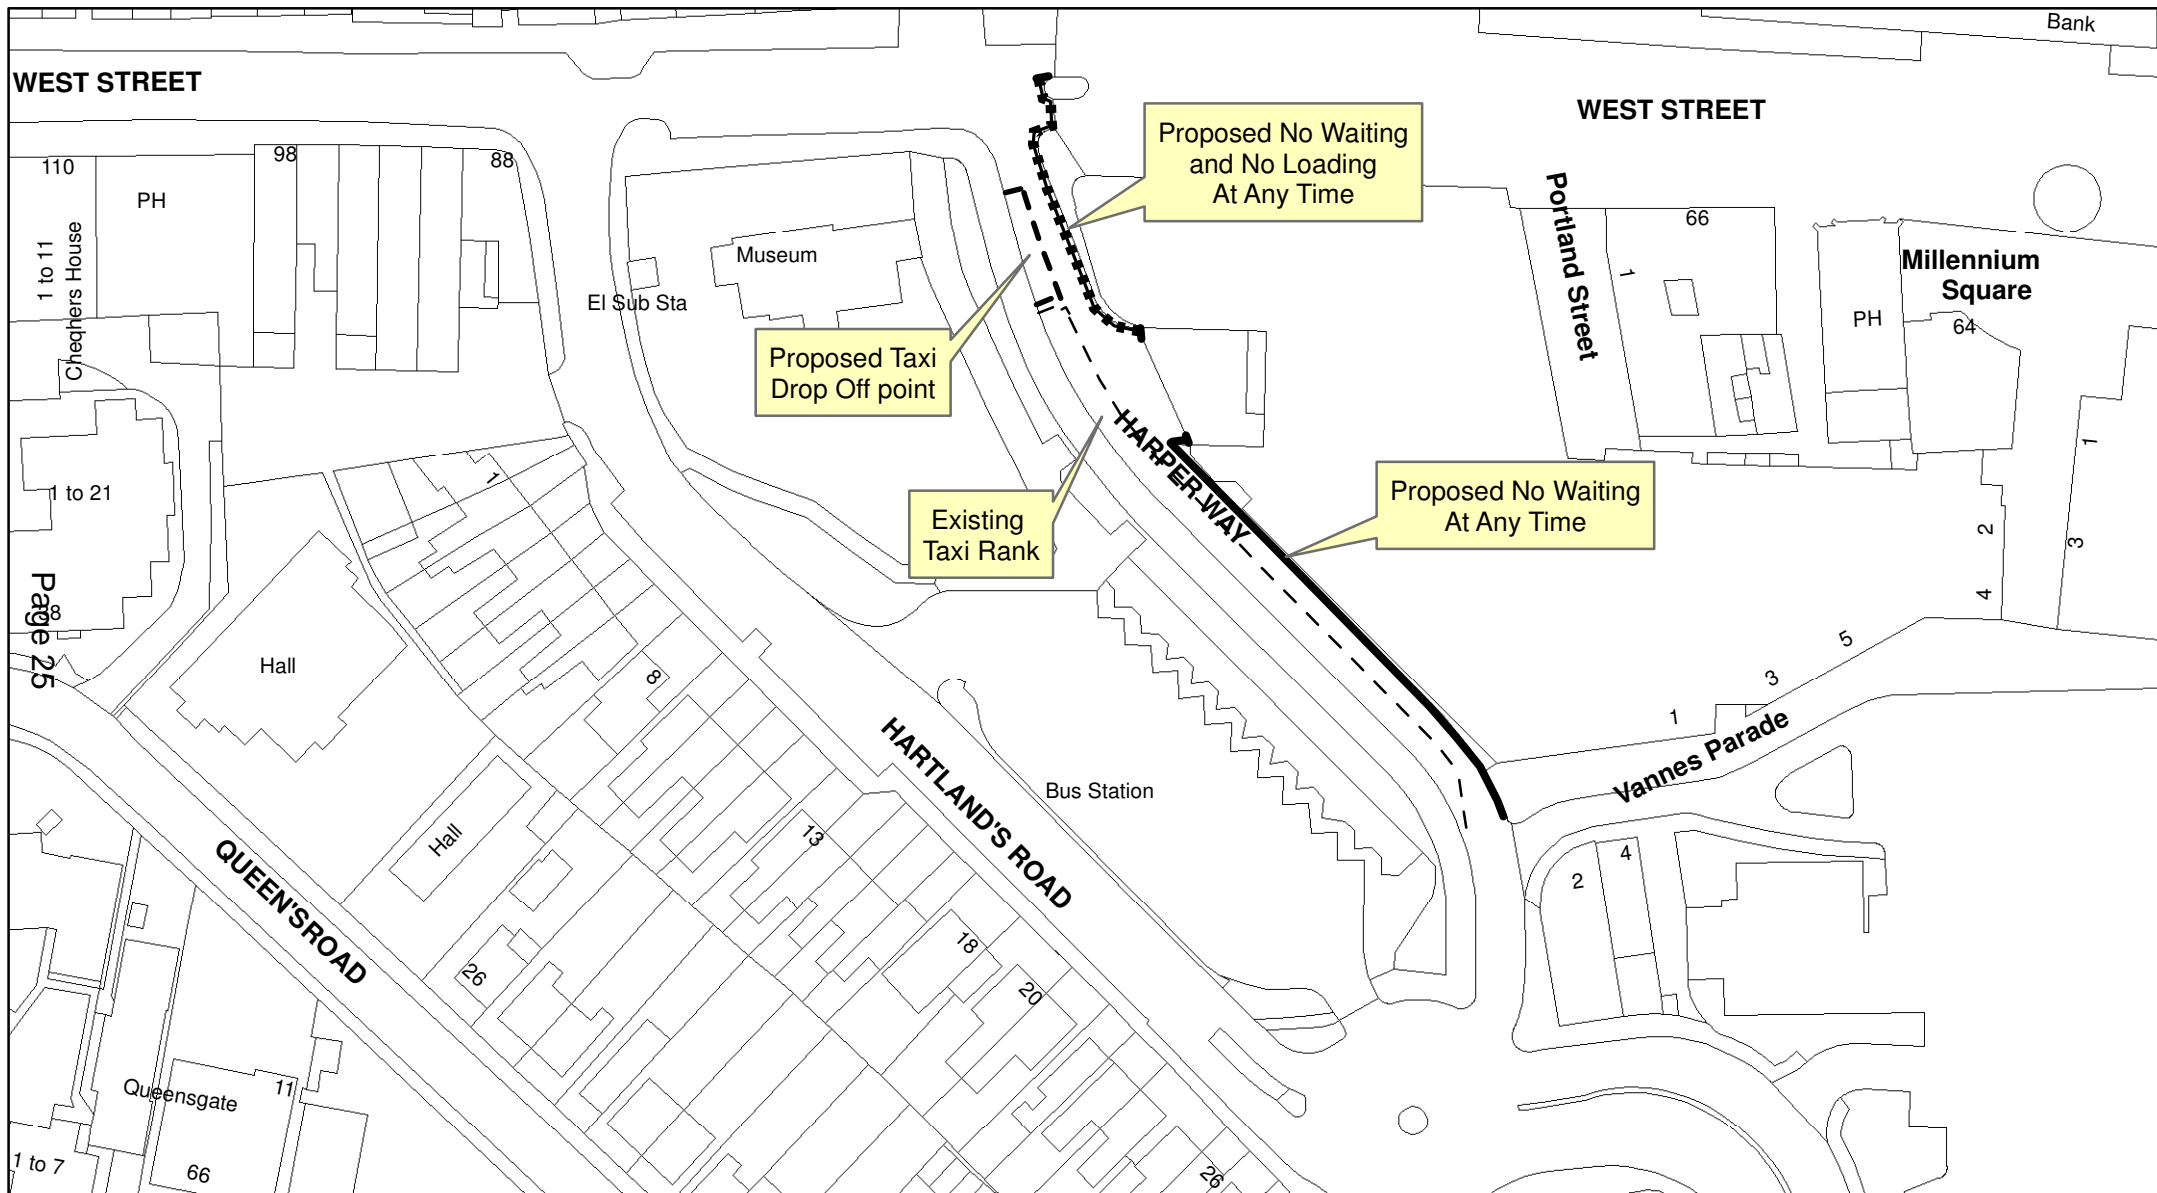 Bank
WEST STREET
WEST STREET
Proposed No Waiting
and No Loading
At Any Time
110
98
88
PH
1 to 11
Cheqhers House
Museum
El Sub Sta
Portland Street
66
1
Millennium
Square
PH
64
Proposed Taxi
Drop Off point
HARPER WAY
Existing
Taxi Rank
Proposed No Waiting
At Any Time
1 to 21
1
1
2
3
4
5
3
1
Vannes Parade
Page 25
Hall
8
HARTLAND'S ROAD
Bus Station
Hall
13
QUEEN'S ROAD
4
2
18
26
20
Queensgate
11
1 to 7
66
26